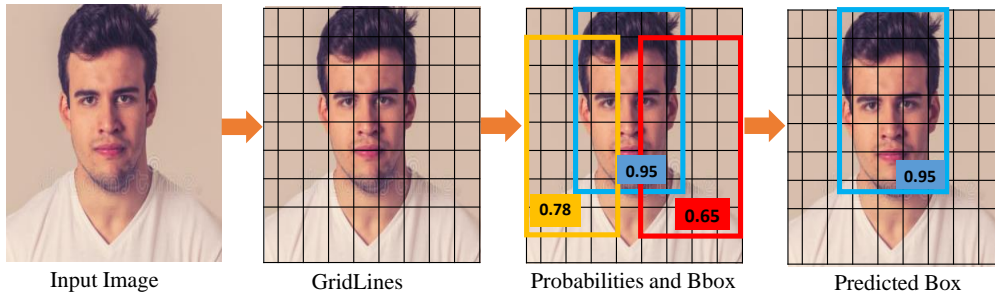 0.95
0.95
0.78
0.65
Input Image
GridLines
Probabilities and Bbox
Predicted Box